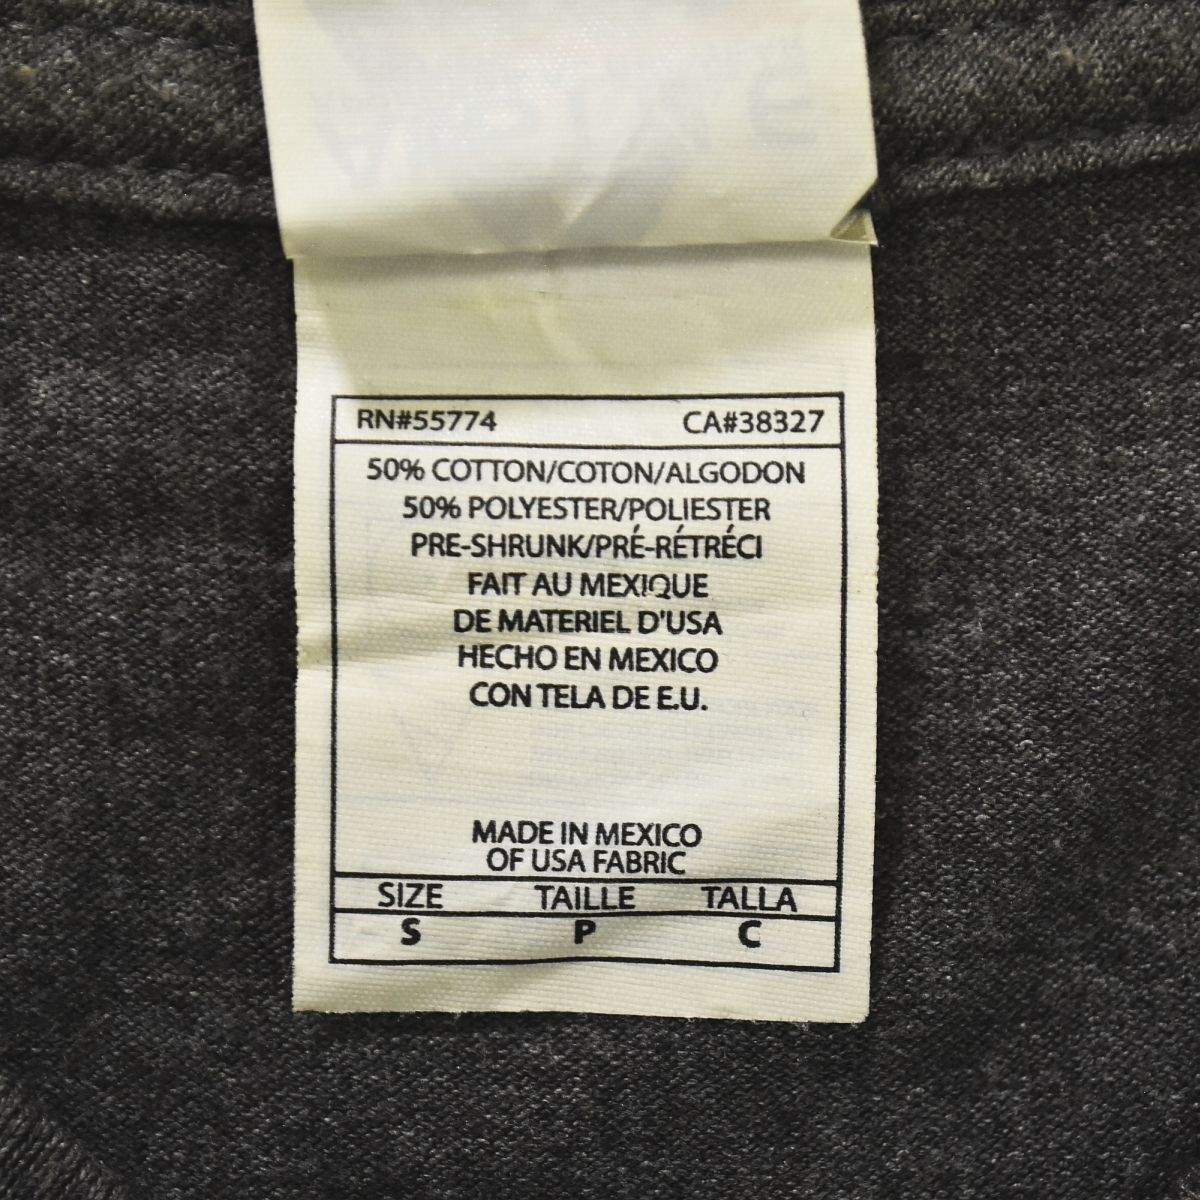 RN#55774 CA#38327
50% COTTON/COTON/ALGODON
50% POLYESTER/POLIESTER
PRE-SHRUNK/PRÉ-RÉTRÉCI
FAIT AU MEXIQUE
DE MATERIEL D'USA
HECHO EN MEXICO
CON TELA DE E.U.
MADE IN MEXICO
OF USA FABRIC
SIZE TAILLE TALLA
S P C